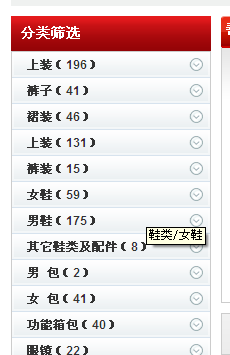 分类筛选
上装（196）
裤子（41）
裙装（46）
上装（131）
裤装（15）
女鞋（59）
男鞋（175）
鞋类/女鞋
其它鞋类及配件（8）
男 包（2）
女 包（41）
功能箱包（40）
眼镜（22）